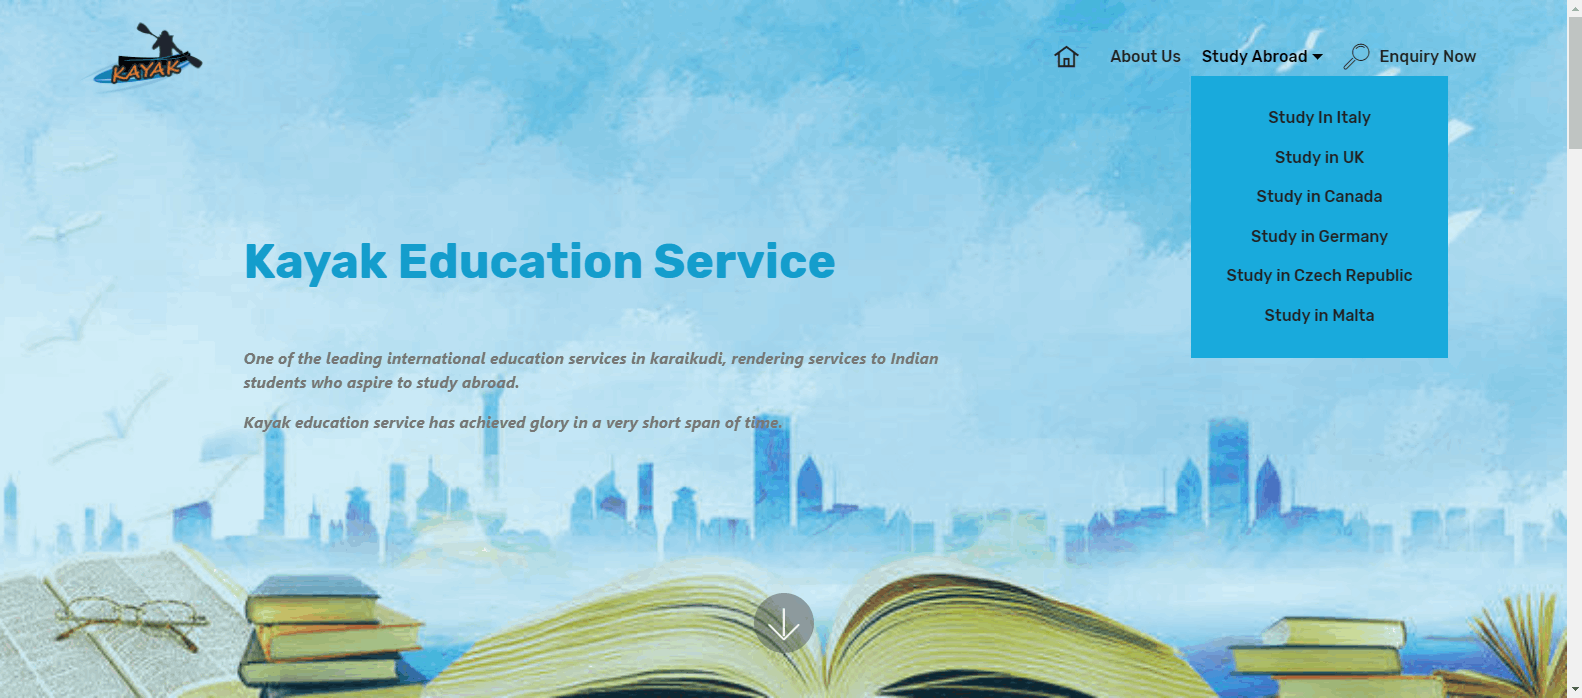 KAYAK
About Us
Study Abroad
Enquiry Now
Study In Italy
Study in UK
Study in Canada
Study in Germany
Study in Czech Republic
Study in Malta
Kayak Education Service
One of the leading international education services in karaikudi, rendering services to Indian
students who aspire to study abroad.
Kayak education service has achieved glory in a very short span of time.